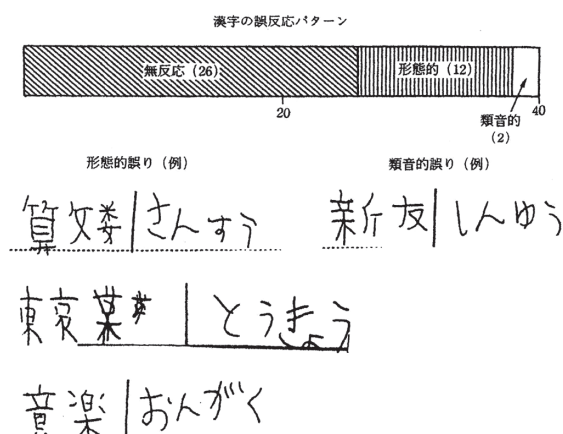 漢字の誤反応パターン
無反応 (26) 形態的 (12)
20 40
類音的
(2)
形態的誤り (例) 類音的誤り (例)
さんすう 新友 しんゆう
東京 とうきょう
音楽 おんがく